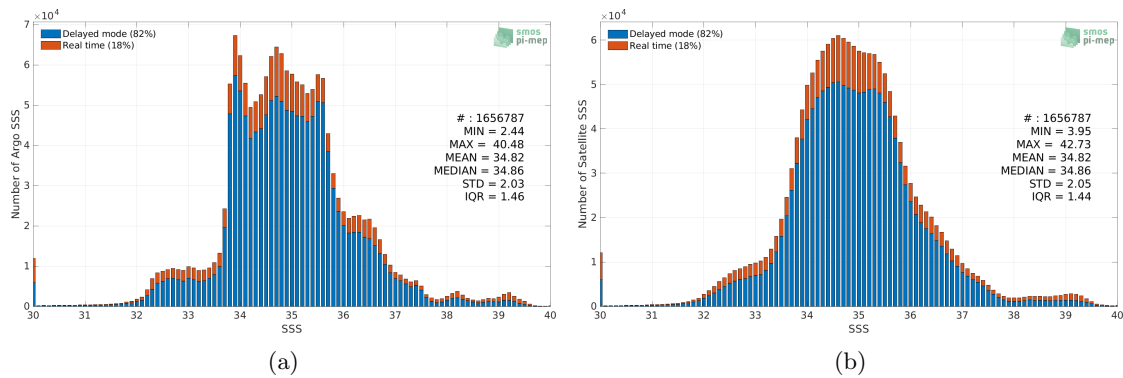 ×10⁴
7
6
5
4
3
2
1
0
Number of Argo SSS
Delayed mode (82%)
Real time (18%)
smos
pi-mep
# : 1656787
MIN = 2.44
MAX = 40.48
MEAN = 34.82
MEDIAN = 34.86
STD = 2.03
IQR = 1.46
30 31 32 33 34 35 36 37 38 39 40
SSS
(a)
×10⁴
6
5
4
3
2
1
0
Number of Satellite SSS
Delayed mode (82%)
Real time (18%)
smos
pi-mep
# : 1656787
MIN = 3.95
MAX = 42.73
MEAN = 34.82
MEDIAN = 34.86
STD = 2.05
IQR = 1.44
30 31 32 33 34 35 36 37 38 39 40
SSS
(b)